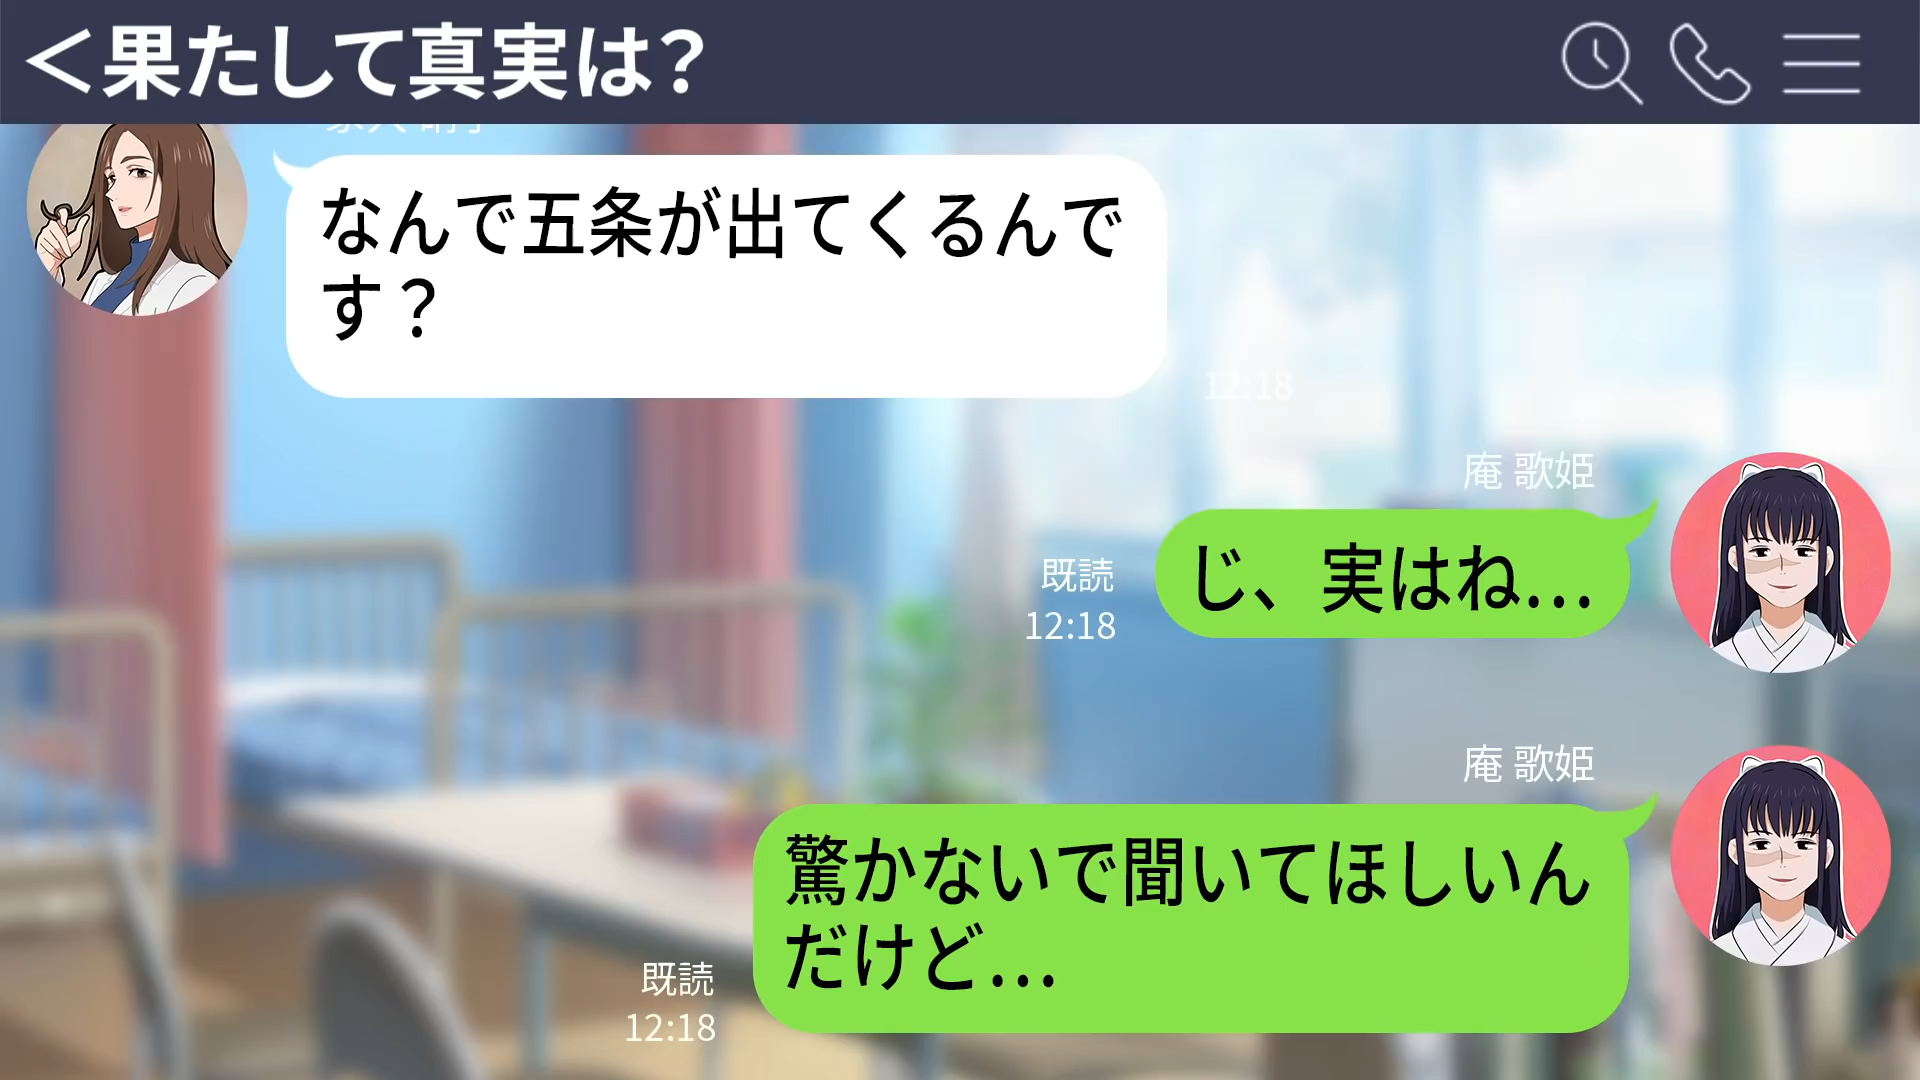 ＜果たして真実は？
なんで五条が出てくるんで
す？
12:18
庵 歌姫
じ、実はね…
既読
12:18
庵 歌姫
驚かないで聞いてほしいん
だけど…
既読
12:18